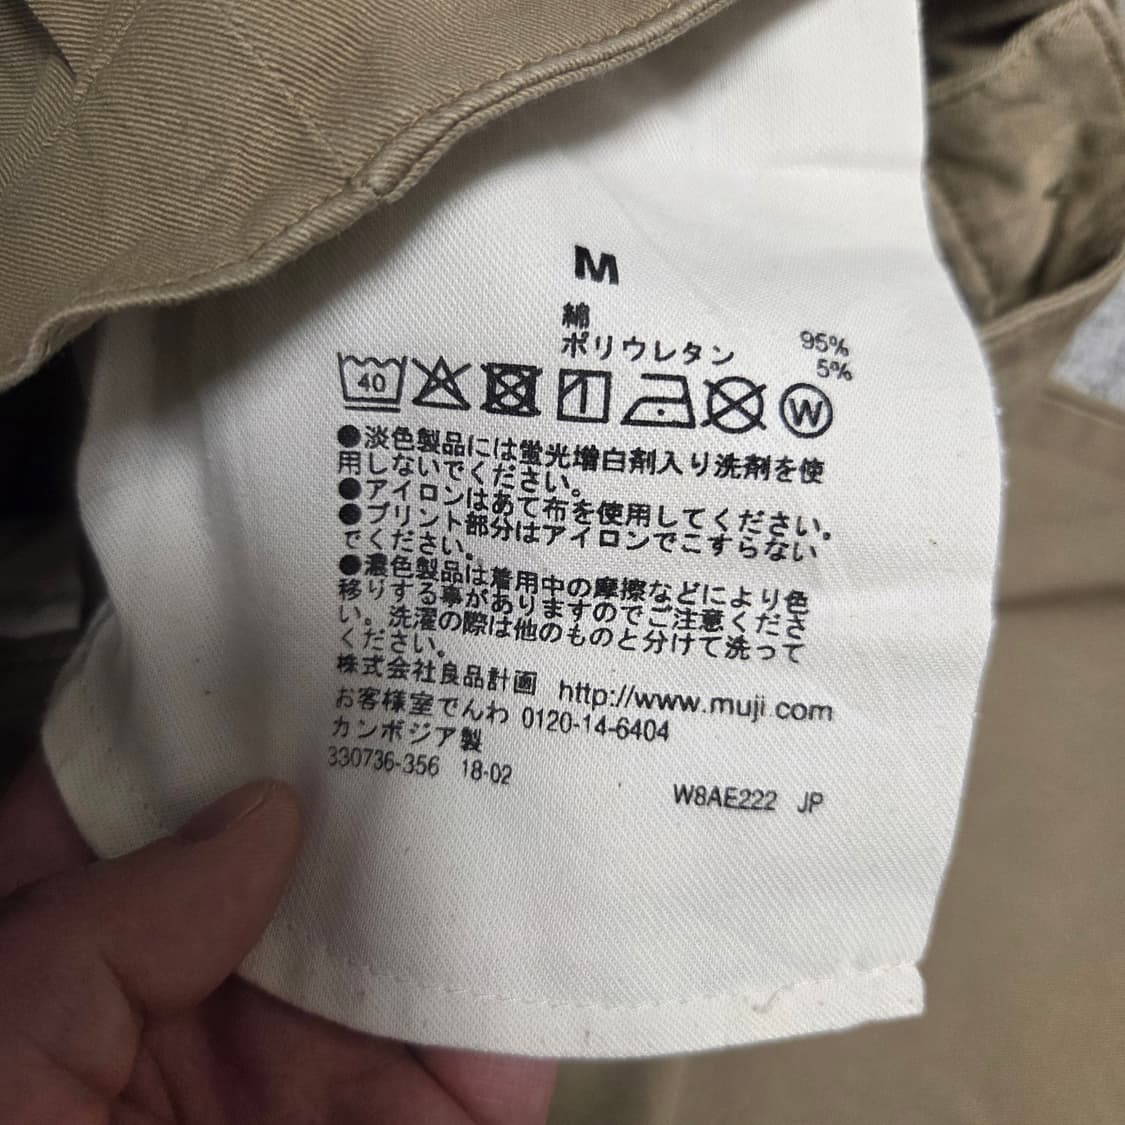 M
綿 95%
ポリウレタン 5%
40 W
●淡色製品には蛍光増白剤入り洗剤を使
用しないでください。
●アイロンはあて布を使用してください。
●プリント部分はアイロンでこすらない
でください。
●濃色製品は着用中の摩擦などにより色
移りする事がありますのでご注意くださ
い。洗濯の際は他のものと分けて洗って
ください。
株式会社良品計画 http://www.muji.com
お客様室でんわ 0120-14-6404
カンボジア製
330736-356 18-02
W8AE222 JP